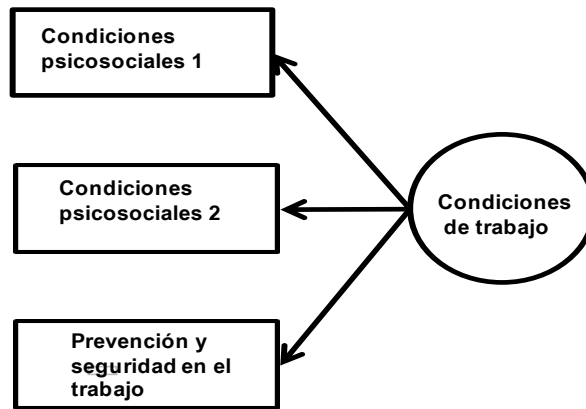 Condiciones
psicosociales 1
Condiciones
psicosociales 2
Condiciones
de trabajo
Prevención y
seguridad en el
trabajo